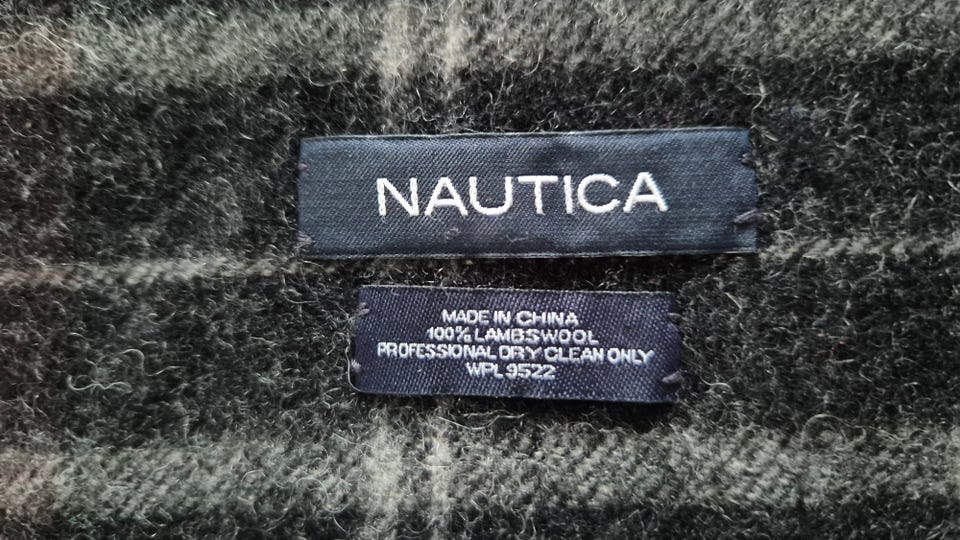 NAUTICA
MADE IN CHINA
100% LAMBSWOOL
PROFESSIONAL DRY CLEAN ONLY
WPL 9522